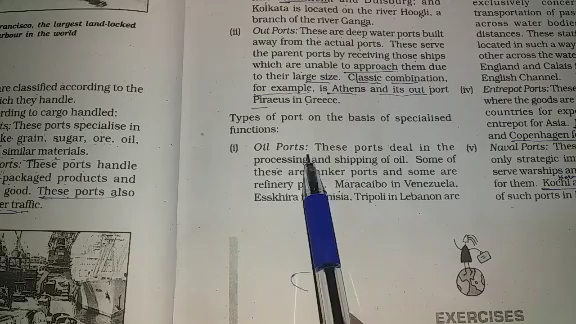 rancisco, the largest land-locked
rbour in the world
are classified according to the
ich they handle.
rding to cargo handled:
These ports specialise in
ke grain, sugar, ore, oil,
similar materials.
orts: These ports handle
packaged products and
good. These ports also
er traffic.
Duisburg: and
Kolkata is located on the river Hoogli, a
branch of the river Ganga.
(ii) Out Ports: These are deep water ports built
away from the actual ports. These serve
the parent ports by receiving those ships
which are unable to approach them due
to their large size. Classic combination,
for example, is Athens and its out port
Piraeus in Greece.
Types of port on the basis of specialised
functions:
(i) Oil Ports: These ports deal in the
processing and shipping of oil. Some of
these are tanker ports and some are
refinery Maracaibo in Venezuela,
Esskhira Tripoli in Lebanon are
exclusively concer
transportation of pas
across water bodies
distances. These stat
located in such a way
other across the wate
England and Calais
English Channel.
(iv) Entrepot Ports: These
where the goods are
countries for exp
entrepot for Asia.
and Copenhagen fo
(v) Naval Ports: These
only strategic im
serve warships an
for them. Kochi a
of such ports in
EXERCISES